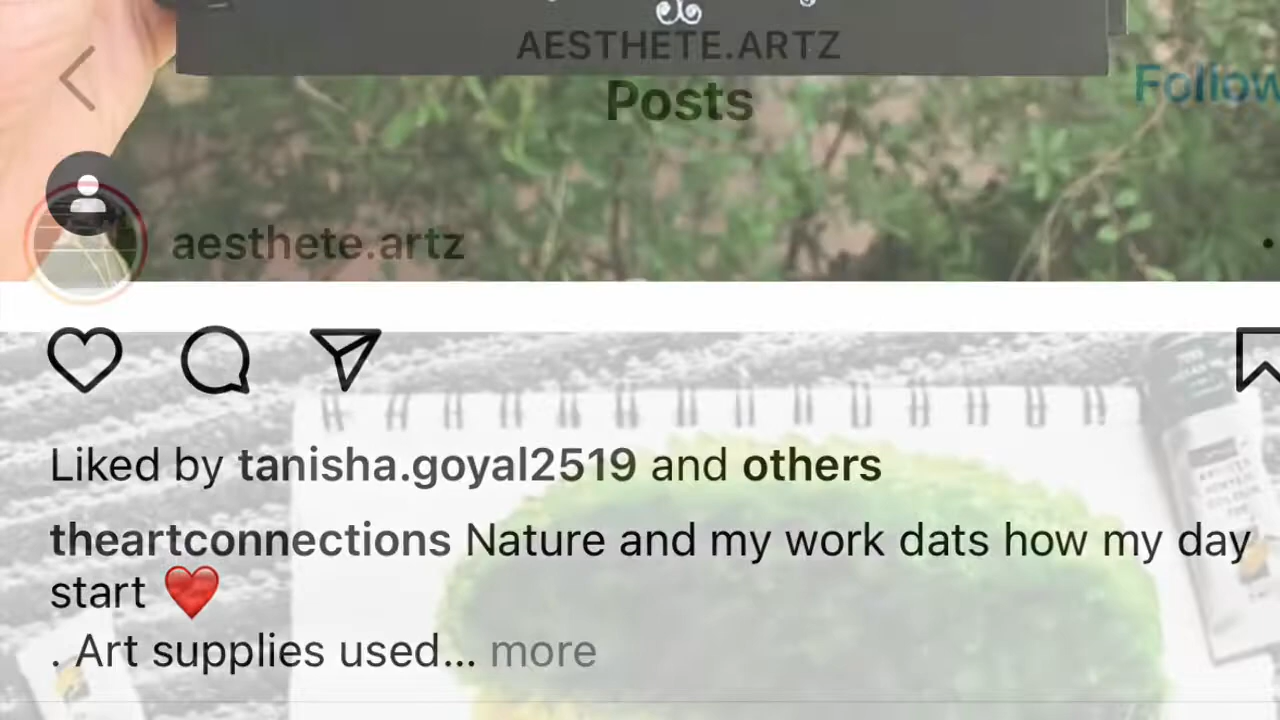 AESTHETE.ARTZ
Posts
Follow
aesthete.artz
Liked by tanisha.goyal2519 and others
theartconnections Nature and my work dats how my day
start ❤️
. Art supplies used... more